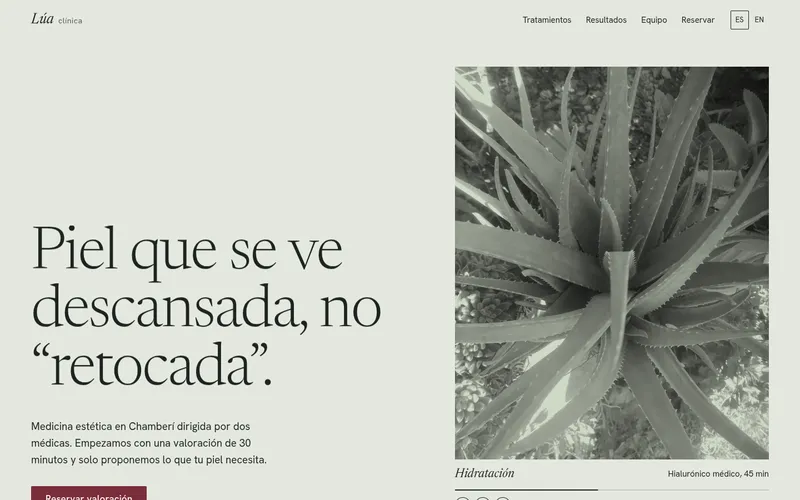 Lúa clínica
Tratamientos Resultados Equipo Reservar ES EN
Piel que se ve
descansada, no
“retocada”.
Medicina estética en Chamberí dirigida por dos
médicas. Empezamos con una valoración de 30
minutos y solo proponemos lo que tu piel necesita.
Reservar valoración
Hidratación
Hialurónico médico, 45 min